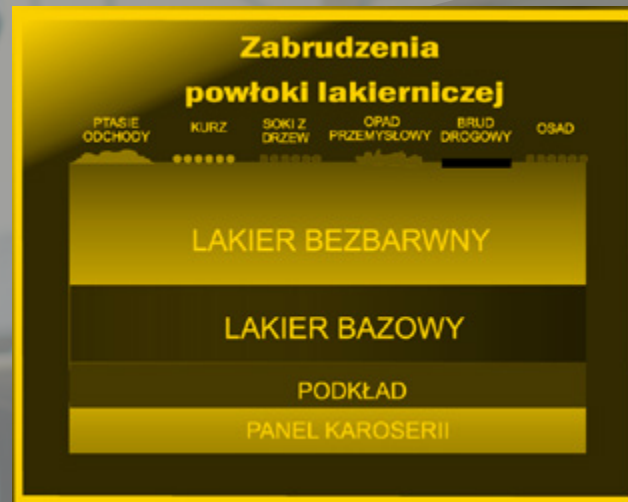 Zabrudzenia
powłoki lakierniczej
PTASIE ODCHODY
KURZ
SOKI Z DRZEW
OPAD PRZEMYSŁOWY
BRUD DROGOWY
OSAD
LAKIER BEZBARWNY
LAKIER BAZOWY
PODKŁAD
PANEL KAROSERII